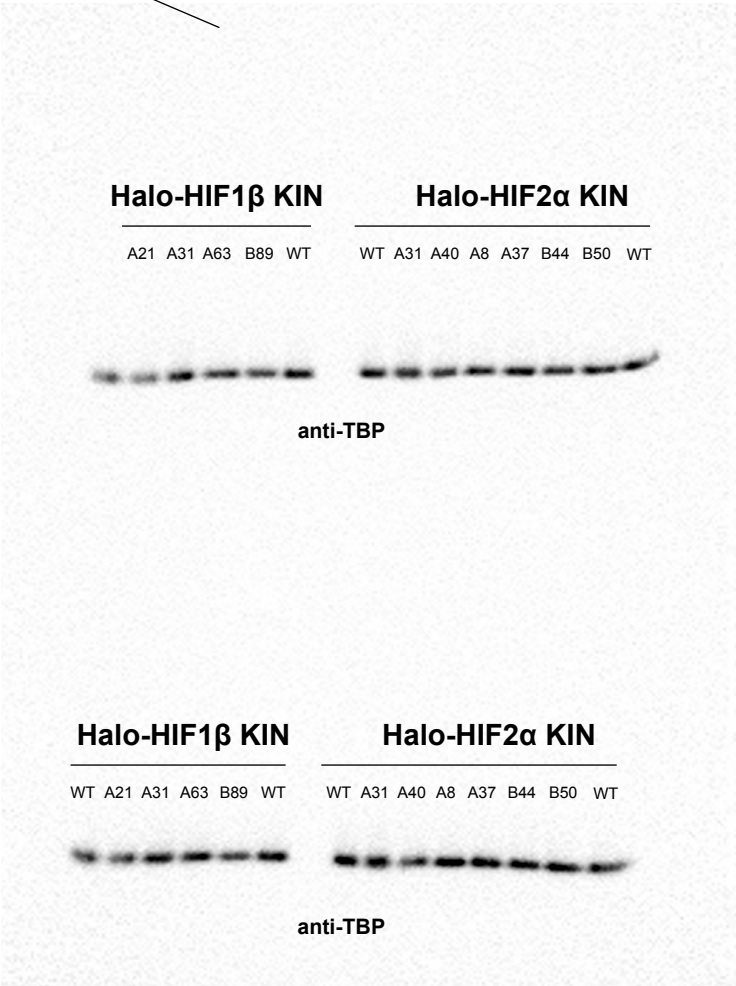 Halo-HIF1β KIN Halo-HIF2α KIN
A21 A31 A63 B89 WT WT A31 A40 A8 A37 B44 B50 WT
anti-TBP
Halo-HIF1β KIN Halo-HIF2α KIN
WT A21 A31 A63 B89 WT WT A31 A40 A8 A37 B44 B50 WT
anti-TBP